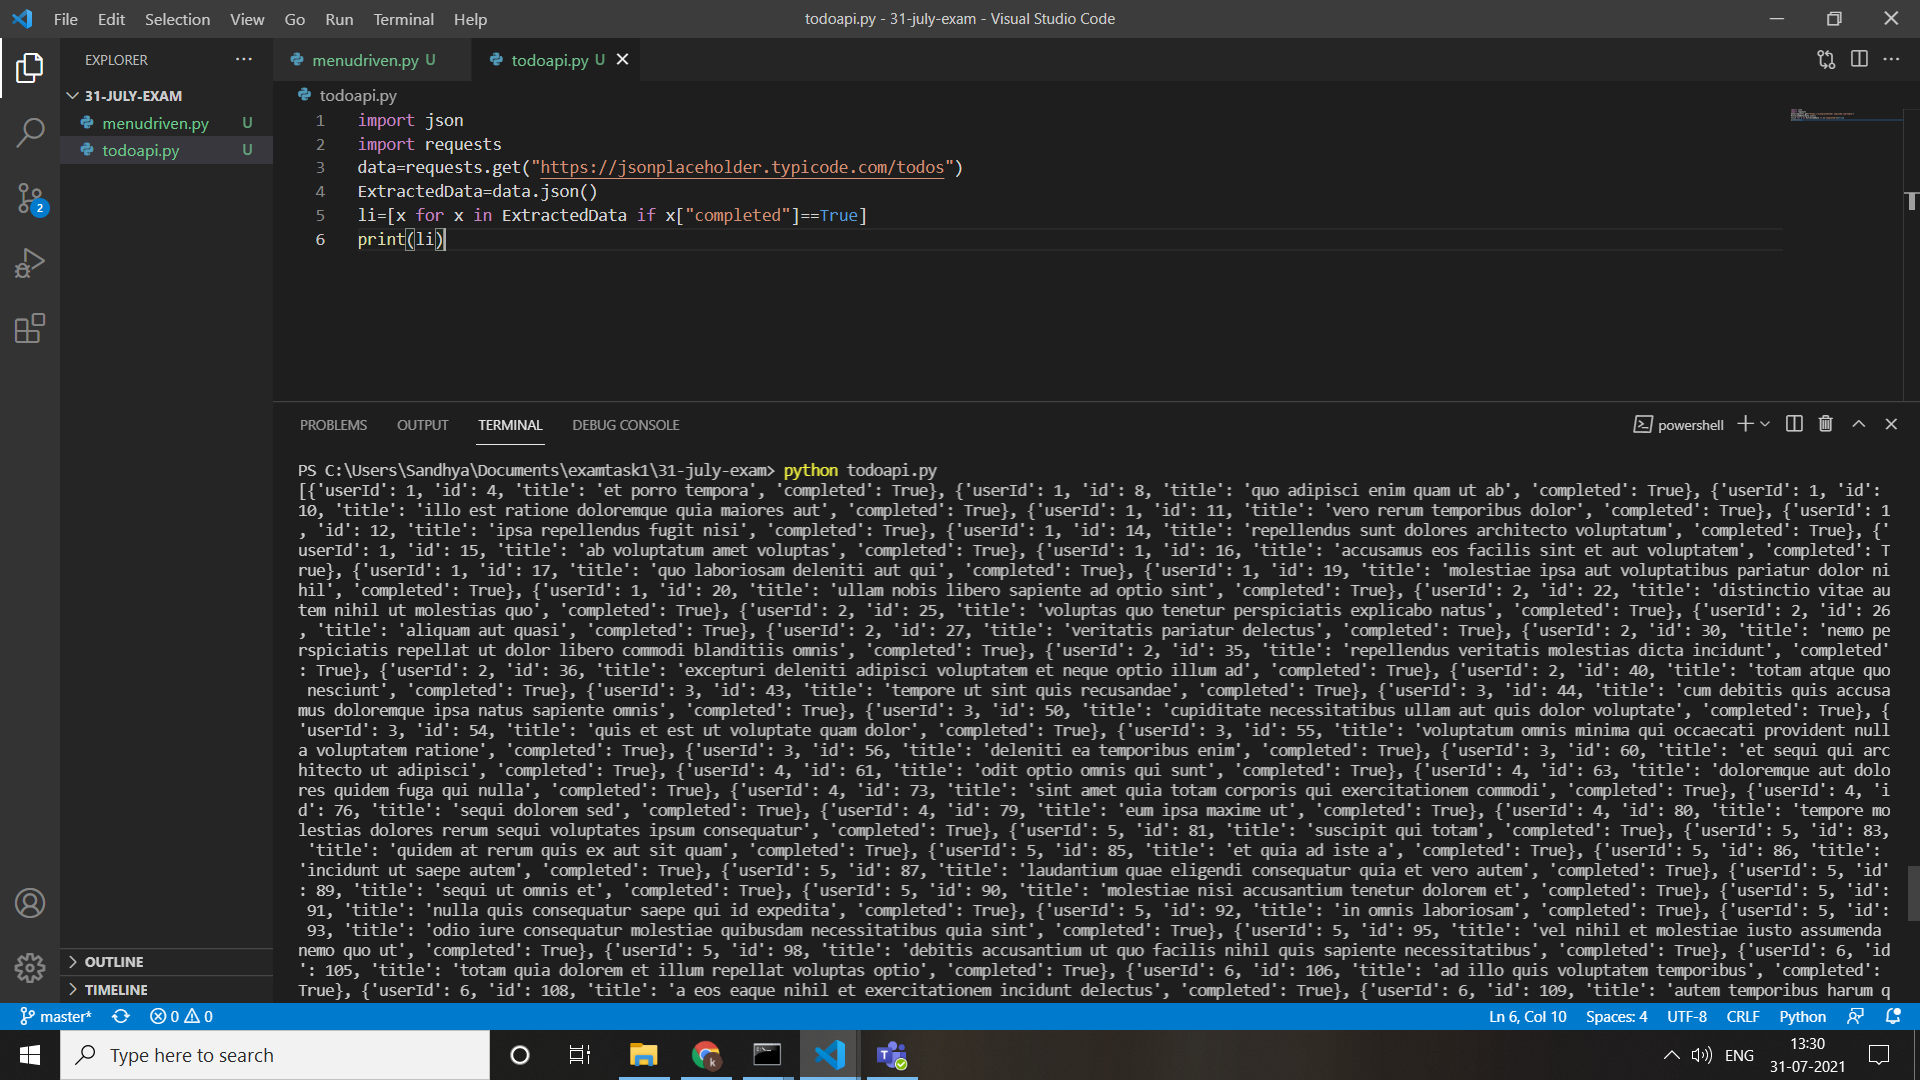 File Edit Selection View Go Run Terminal Help
todoapi.py - 31-july-exam - Visual Studio Code
EXPLORER
31-JULY-EXAM
menudriven.py U
todoapi.py U
OUTLINE
TIMELINE
menudriven.py U
todoapi.py U
todoapi.py
1 import json
2 import requests
3 data=requests.get("https://jsonplaceholder.typicode.com/todos")
4 ExtractedData=data.json()
5 li=[x for x in ExtractedData if x["completed"]==True]
6 print(li)
PROBLEMS OUTPUT TERMINAL DEBUG CONSOLE
powershell
PS C:\Users\Sandhya\Documents\examtask1\31-july-exam> python todoapi.py
[{'userId': 1, 'id': 4, 'title': 'et porro tempora', 'completed': True}, {'userId': 1, 'id': 8, 'title': 'quo adipisci enim quam ut ab', 'completed': True}, {'userId': 1, 'id':
10, 'title': 'illo est ratione doloremque quia maiores aut', 'completed': True}, {'userId': 1, 'id': 11, 'title': 'vero rerum temporibus dolor', 'completed': True}, {'userId': 1
, 'id': 12, 'title': 'ipsa repellendus fugit nisi', 'completed': True}, {'userId': 1, 'id': 14, 'title': 'repellendus sunt dolores architecto voluptatum', 'completed': True}, {'
userId': 1, 'id': 15, 'title': 'ab voluptatum amet voluptas', 'completed': True}, {'userId': 1, 'id': 16, 'title': 'accusamus eos facilis sint et aut voluptatem', 'completed': T
rue}, {'userId': 1, 'id': 17, 'title': 'quo laboriosam deleniti aut qui', 'completed': True}, {'userId': 1, 'id': 19, 'title': 'molestiae ipsa aut voluptatibus pariatur dolor ni
hil', 'completed': True}, {'userId': 1, 'id': 20, 'title': 'ullam nobis libero sapiente ad optio sint', 'completed': True}, {'userId': 2, 'id': 22, 'title': 'distinctio vitae au
tem nihil ut molestias quo', 'completed': True}, {'userId': 2, 'id': 25, 'title': 'voluptas quo tenetur perspiciatis explicabo natus', 'completed': True}, {'userId': 2, 'id': 26
, 'title': 'aliquam aut quasi', 'completed': True}, {'userId': 2, 'id': 27, 'title': 'veritatis pariatur delectus', 'completed': True}, {'userId': 2, 'id': 30, 'title': 'nemo pe
rspiciatis repellat ut dolor libero commodi blanditiis omnis', 'completed': True}, {'userId': 2, 'id': 35, 'title': 'repellendus veritatis molestias dicta incidunt', 'completed'
: True}, {'userId': 2, 'id': 36, 'title': 'excepturi deleniti adipisci voluptatem et neque optio illum ad', 'completed': True}, {'userId': 2, 'id': 40, 'title': 'totam atque quo
nesciunt', 'completed': True}, {'userId': 3, 'id': 43, 'title': 'tempore ut sint quis recusandae', 'completed': True}, {'userId': 3, 'id': 44, 'title': 'cum debitis quis accusa
mus doloremque ipsa natus sapiente omnis', 'completed': True}, {'userId': 3, 'id': 50, 'title': 'cupiditate necessitatibus ullam aut quis dolor voluptate', 'completed': True}, {
'userId': 3, 'id': 54, 'title': 'quis et est ut voluptate quam dolor', 'completed': True}, {'userId': 3, 'id': 55, 'title': 'voluptatum omnis minima qui occaecati provident null
a voluptatem ratione', 'completed': True}, {'userId': 3, 'id': 56, 'title': 'deleniti ea temporibus enim', 'completed': True}, {'userId': 3, 'id': 60, 'title': 'et sequi qui arc
hitecto ut adipisci', 'completed': True}, {'userId': 4, 'id': 61, 'title': 'odit optio omnis qui sunt', 'completed': True}, {'userId': 4, 'id': 63, 'title': 'doloremque aut dolo
res quidem fuga qui nulla', 'completed': True}, {'userId': 4, 'id': 73, 'title': 'sint amet quia totam corporis qui exercitationem commodi', 'completed': True}, {'userId': 4, 'i
d': 76, 'title': 'sequi dolorem sed', 'completed': True}, {'userId': 4, 'id': 79, 'title': 'eum ipsa maxime ut', 'completed': True}, {'userId': 4, 'id': 80, 'title': 'tempore mo
lestias dolores rerum sequi voluptates ipsum consequatur', 'completed': True}, {'userId': 5, 'id': 81, 'title': 'suscipit qui totam', 'completed': True}, {'userId': 5, 'id': 83,
'title': 'quidem at rerum quis ex aut sit quam', 'completed': True}, {'userId': 5, 'id': 85, 'title': 'et quia ad iste a', 'completed': True}, {'userId': 5, 'id': 86, 'title':
'incidunt ut saepe autem', 'completed': True}, {'userId': 5, 'id': 87, 'title': 'laudantium quae eligendi consequatur quia et vero autem', 'completed': True}, {'userId': 5, 'id'
: 89, 'title': 'sequi ut omnis et', 'completed': True}, {'userId': 5, 'id': 90, 'title': 'molestiae nisi accusantium tenetur dolorem et', 'completed': True}, {'userId': 5, 'id':
91, 'title': 'nulla quis consequatur saepe qui id expedita', 'completed': True}, {'userId': 5, 'id': 92, 'title': 'in omnis laboriosam', 'completed': True}, {'userId': 5, 'id':
93, 'title': 'odio iure consequatur molestiae quibusdam necessitatibus quia sint', 'completed': True}, {'userId': 5, 'id': 95, 'title': 'vel nihil et molestiae iusto assumenda
nemo quo ut', 'completed': True}, {'userId': 5, 'id': 98, 'title': 'debitis accusantium ut quo facilis nihil quis sapiente necessitatibus', 'completed': True}, {'userId': 6, 'id
': 105, 'title': 'totam quia dolorem et illum repellat voluptas optio', 'completed': True}, {'userId': 6, 'id': 106, 'title': 'ad illo quis voluptatem temporibus', 'completed':
True}, {'userId': 6, 'id': 108, 'title': 'a eos eaque nihil et exercitationem incidunt delectus', 'completed': True}, {'userId': 6, 'id': 109, 'title': 'autem temporibus harum q
2
master* 0 0
Ln 6, Col 10 Spaces: 4 UTF-8 CRLF Python
Type here to search
k
T
ENG
13:30
31-07-2021